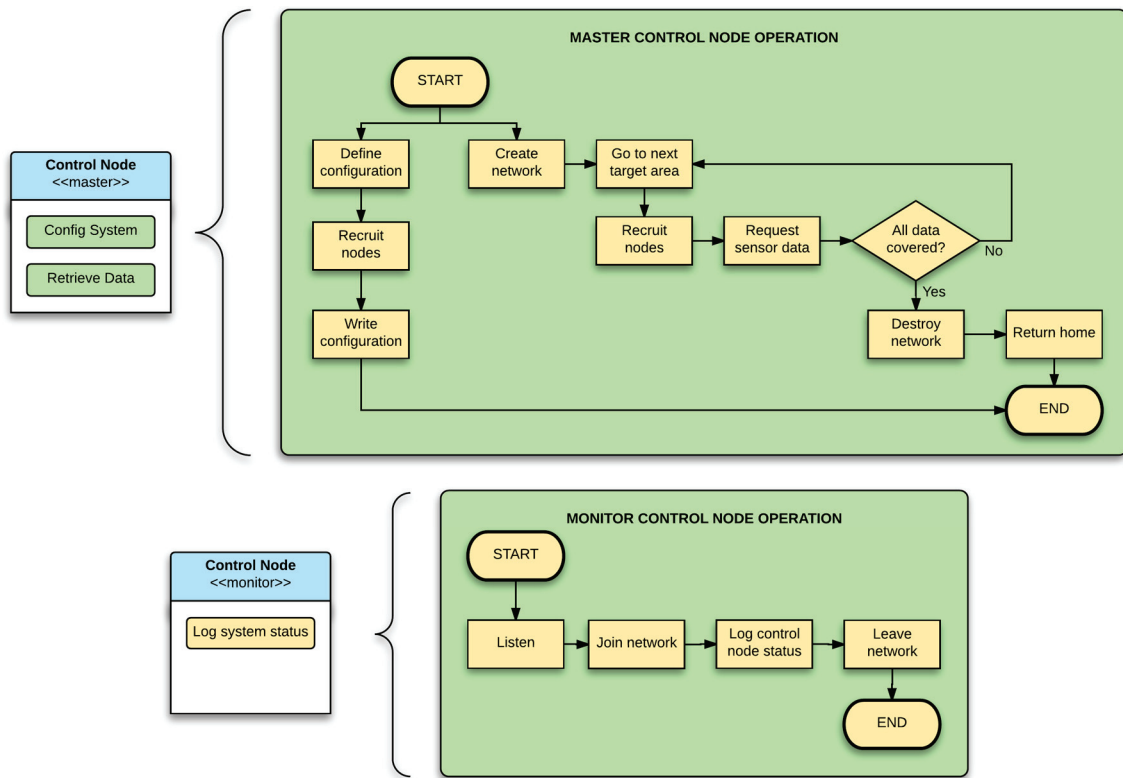 MASTER CONTROL NODE OPERATION
START
Define
configuration
Create
network
Go to next
target area
Control Node
<<master>>
Config System
Retrieve Data
Recruit
nodes
Recruit
nodes
Request
sensor data
All data
covered?
No
Yes
Write
configuration
Destroy
network
Return home
END
MONITOR CONTROL NODE OPERATION
START
Control Node
<<monitor>>
Log system status
Listen
Join network
Log control
node status
Leave
network
END